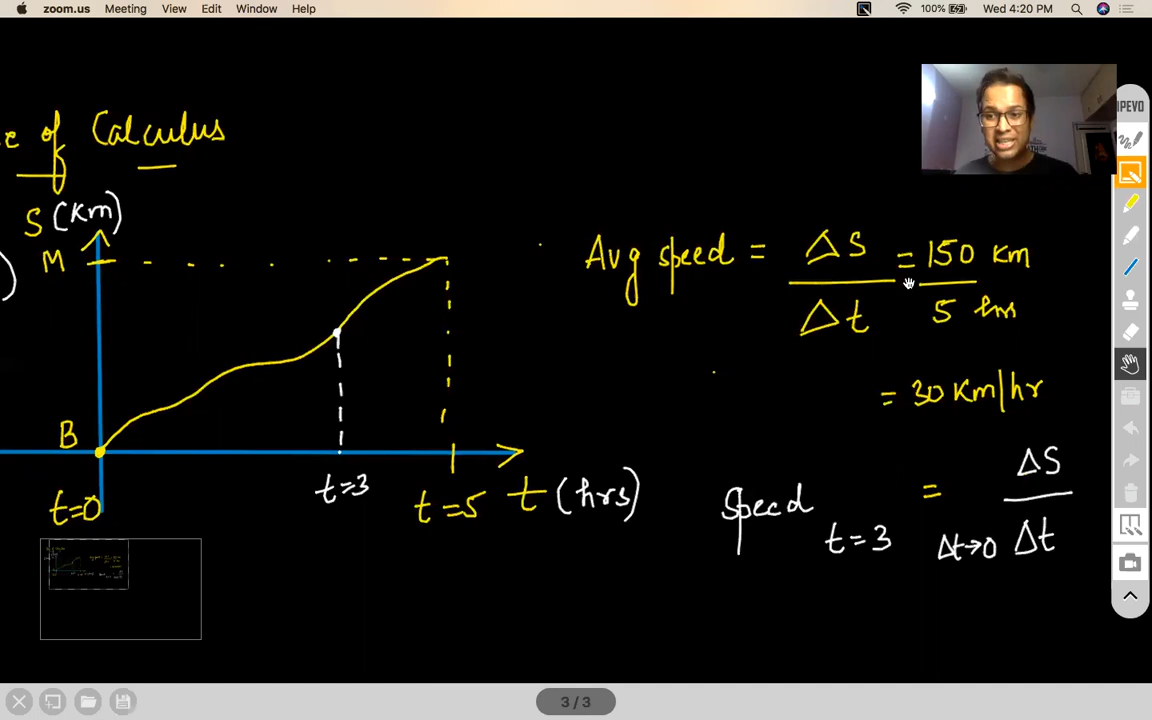 zoom.us Meeting View Edit Window Help
100% Wed 4:20 PM
IPEVO
e of Calculus
S (Km)
M
)
Avg speed = ΔS / Δt = 150 Km / 5 hrs
= 30 Km/hr
B
t=0
t=3
t=5
t (hrs)
Speed t=3 = Δt→0 ΔS / Δt
3 / 3